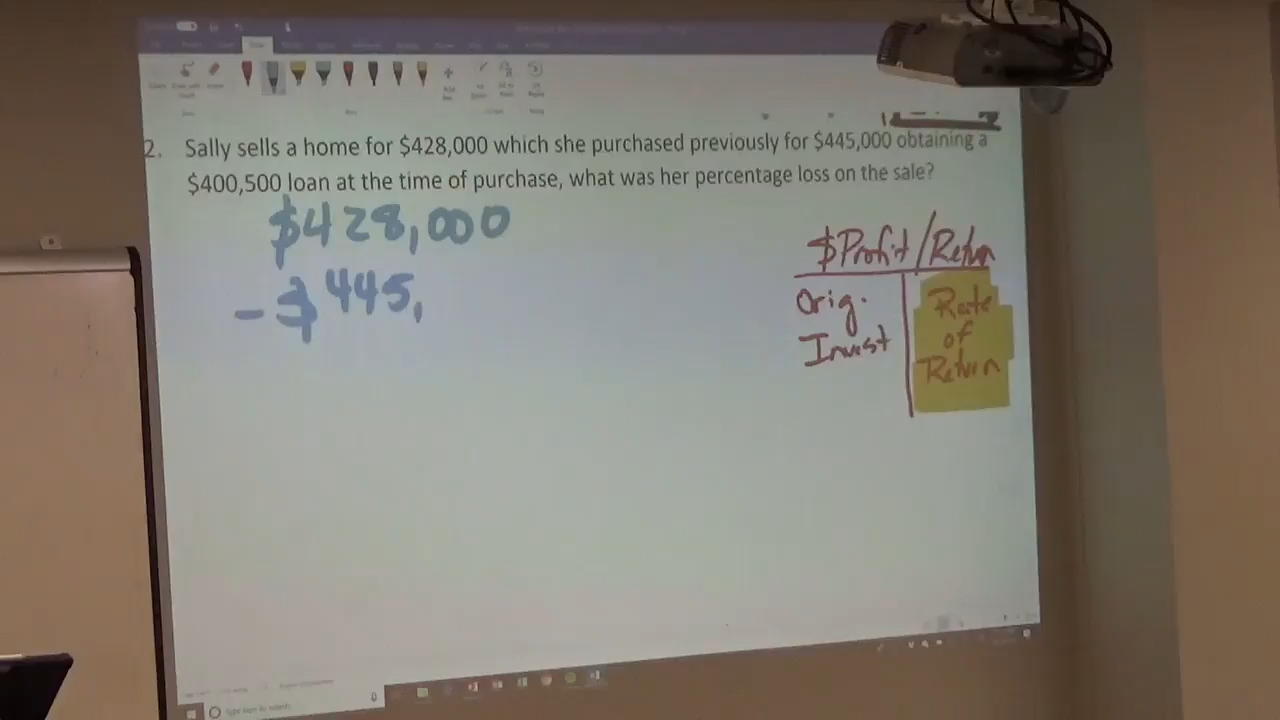 2. Sally sells a home for $428,000 which she purchased previously for $445,000 obtaining a
$400,500 loan at the time of purchase, what was her percentage loss on the sale?
$428,000
- $445,
$Profit/Return
Orig.
Invest
Rate
of
Return